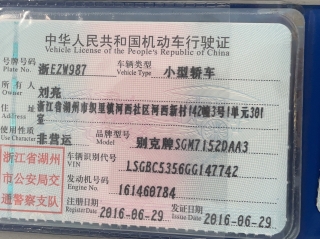 中华人民共和国机动车行驶证
Vehicle License of the People's Republic of China
号牌号码 浙EZW987 车辆类型 小型轿车
Plate No. Vehicle Type
所有人 刘亮
Owner
住址 浙江省湖州市织里镇河西社区河西新村142幢3号1单元301室
Address
使用性质 非营运 品牌型号 别克牌SGM7152DAA3
Use Character Model
浙江省湖州市公安局交通警察支队
车辆识别代号 LSGBC5356GG147742
VIN
发动机号码 161460784
Engine No.
注册日期 2016-06-29 发证日期 2016-06-29
Register Date Issue Date